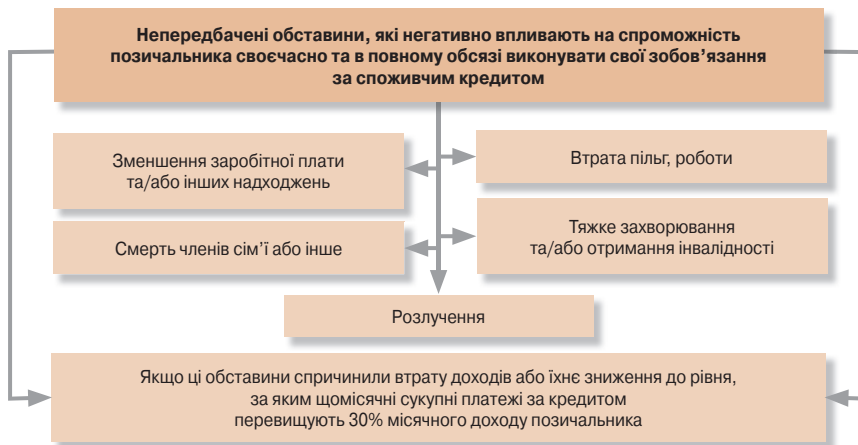 Непередбачені обставини, які негативно впливають на спроможність
позичальника своєчасно та в повному обсязі виконувати свої зобов’язання
за споживчим кредитом
Зменшення заробітної плати
та/або інших надходжень
Втрата пільг, роботи
Смерть членів сім’ї або інше
Тяжке захворювання
та/або отримання інвалідності
Розлучення
Якщо ці обставини спричинили втрату доходів або їхнє зниження до рівня,
за яким щомісячні сукупні платежі за кредитом
перевищують 30% місячного доходу позичальника